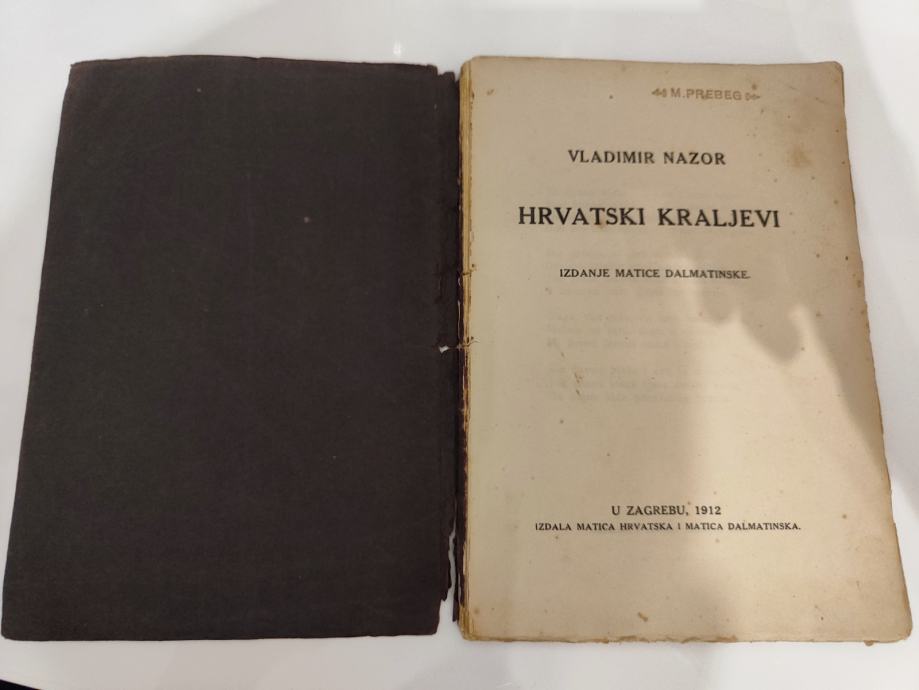 M. PREBEG
VLADIMIR NAZOR
HRVATSKI KRALJEVI
IZDANJE MATICE DALMATINSKE.
U ZAGREBU, 1912
IZDALA MATICA HRVATSKA I MATICA DALMATINSKA.